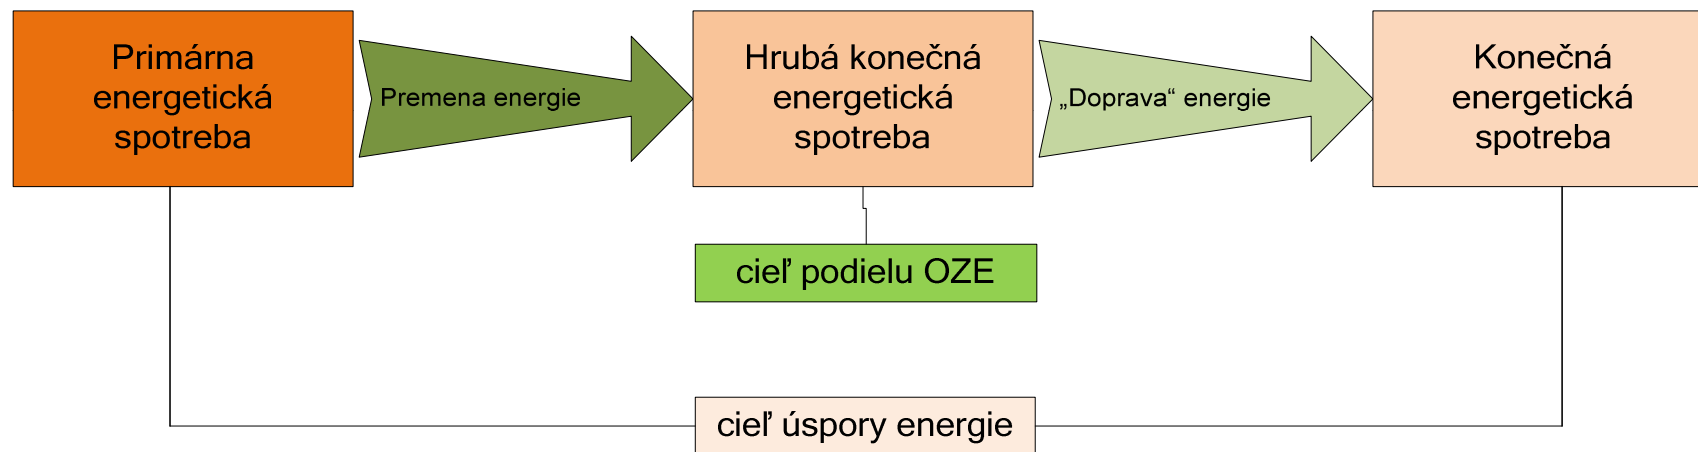 Primárna
energetická
spotreba
Premena energie
Hrubá konečná
energetická
spotreba
„Doprava“ energie
Konečná
energetická
spotreba
cieľ podielu OZE
cieľ úspory energie